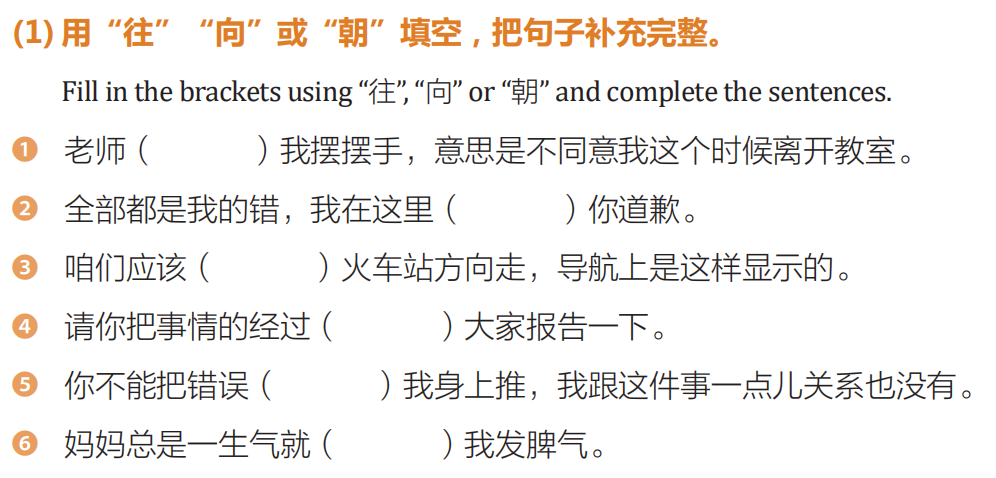 (1) 用“往”“向”或“朝”填空，把句子补充完整。
Fill in the brackets using “往”, “向” or “朝” and complete the sentences.
1 老师（　　　）我摆摆手，意思是不同意我这个时候离开教室。
2 全部都是我的错，我在这里（　　　）你道歉。
3 咱们应该（　　　）火车站方向走，导航上是这样显示的。
4 请你把事情的经过（　　　）大家报告一下。
5 你不能把错误（　　　）我身上推，我跟这件事一点儿关系也没有。
6 妈妈总是一生气就（　　　）我发脾气。